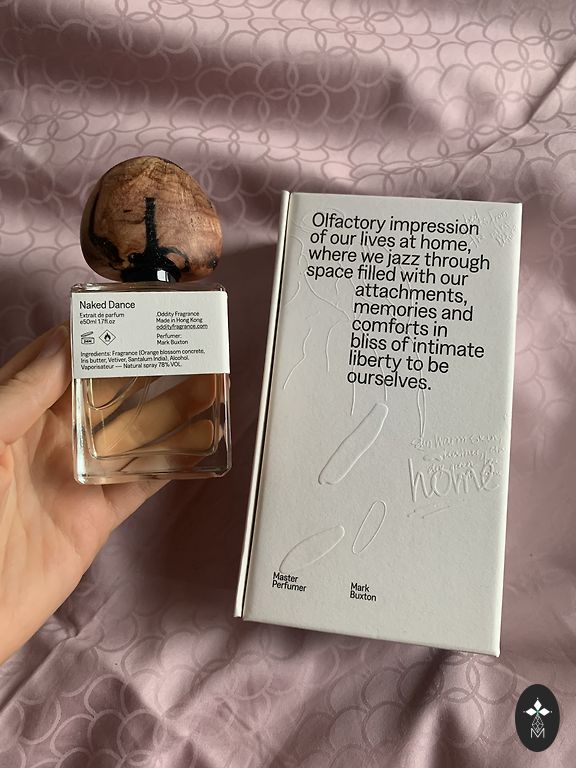 Naked Dance
Extrait de parfum
e50ml 1.7fl.oz
Oddity Fragrance
Made in Hong Kong
oddityfragrance.com
Perfumer:
Mark Buxton
Ingredients: Fragrance (Orange blossom concrete,
Iris butter, Vetiver, Santalum India), Alcohol.
Vaporisateur — Natural spray 78% VOL.
Olfactory impression
of our lives at home,
where we jazz through
space filled with our
attachments,
memories and
comforts in
bliss of intimate
liberty to be
ourselves.
home
Master
Perfumer
Mark
Buxton